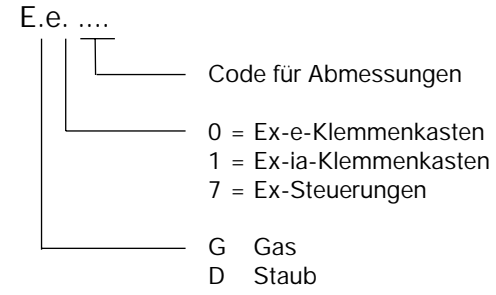 E.e. ....
Code für Abmessungen
0 = Ex-e-Klemmenkasten
1 = Ex-ia-Klemmenkasten
7 = Ex-Steuerungen
G Gas
D Staub